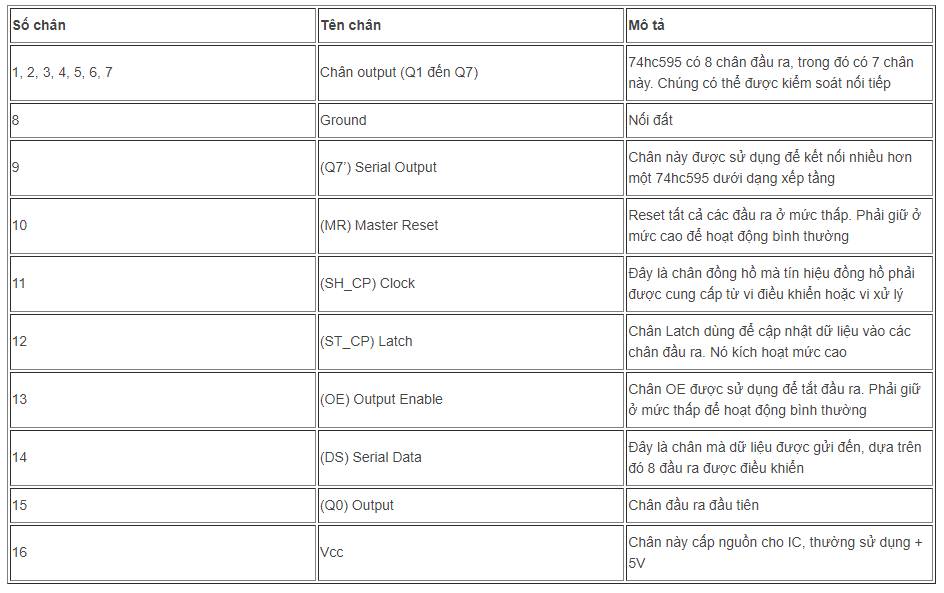 Số chân
Tên chân
Mô tả
1, 2, 3, 4, 5, 6, 7
Chân output (Q1 đến Q7)
74hc595 có 8 chân đầu ra, trong đó có 7 chân
này. Chúng có thể được kiểm soát nối tiếp
8
Ground
Nối đất
9
(Q7’) Serial Output
Chân này được sử dụng để kết nối nhiều hơn
một 74hc595 dưới dạng xếp tầng
10
(MR) Master Reset
Reset tất cả các đầu ra ở mức thấp. Phải giữ ở
mức cao để hoạt động bình thường
11
(SH_CP) Clock
Đây là chân đồng hồ mà tín hiệu đồng hồ phải
được cung cấp từ vi điều khiển hoặc vi xử lý
12
(ST_CP) Latch
Chân Latch dùng để cập nhật dữ liệu vào các
chân đầu ra. Nó kích hoạt mức cao
13
(OE) Output Enable
Chân OE được sử dụng để tắt đầu ra. Phải giữ
ở mức thấp để hoạt động bình thường
14
(DS) Serial Data
Đây là chân mà dữ liệu được gửi đến, dựa trên
đó 8 đầu ra được điều khiển
15
(Q0) Output
Chân đầu ra đầu tiên
16
Vcc
Chân này cấp nguồn cho IC, thường sử dụng +
5V